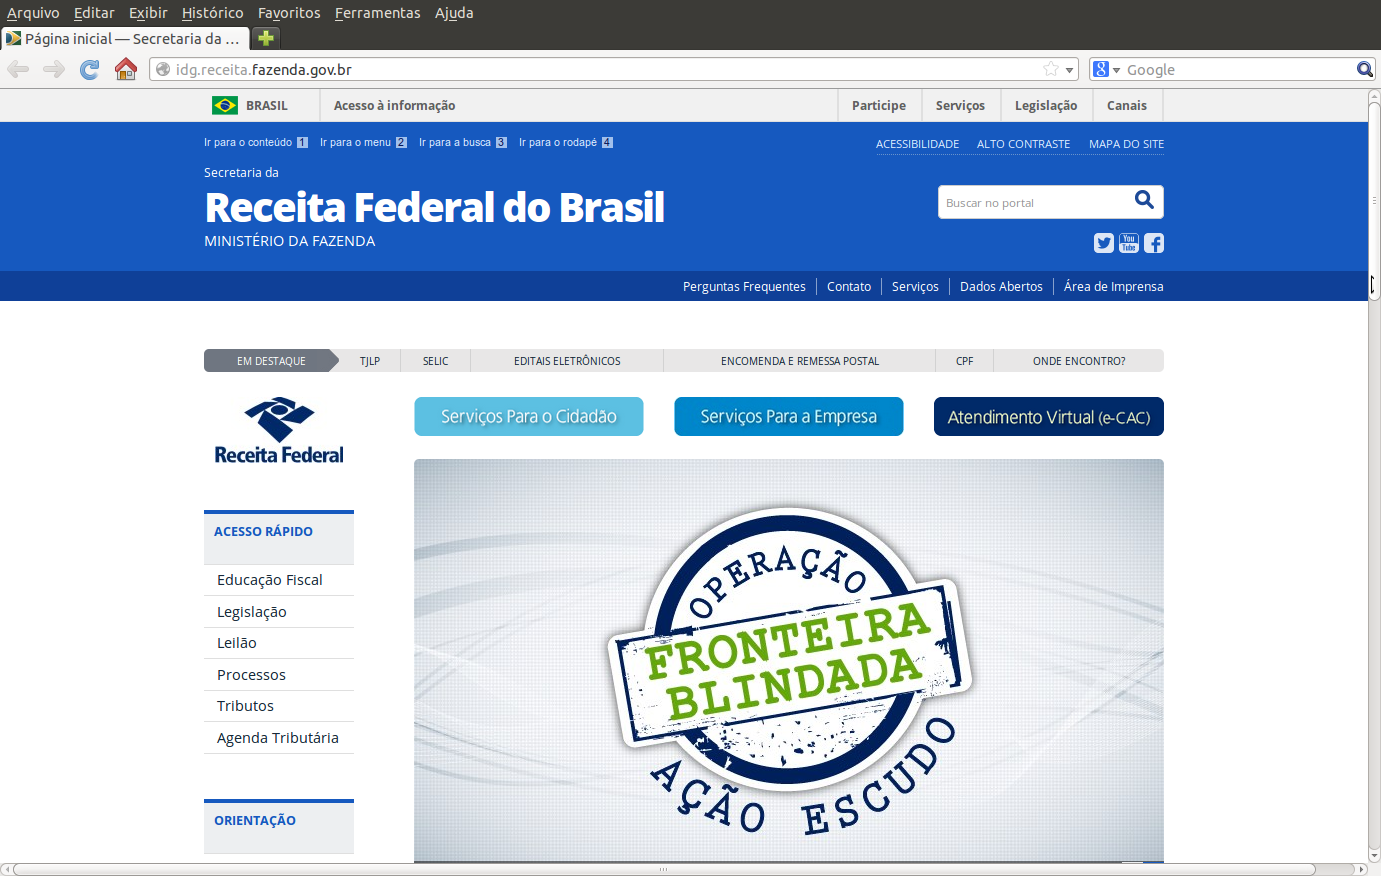 Arquivo Editar Exibir Histórico Favoritos Ferramentas Ajuda
Página inicial — Secretaria da ...
idg.receita.fazenda.gov.br
8 Google
BRASIL Acesso à informação Participe Serviços Legislação Canais
Ir para o conteúdo 1 Ir para o menu 2 Ir para a busca 3 Ir para o rodapé 4
ACESSIBILIDADE ALTO CONTRASTE MAPA DO SITE
Secretaria da
Receita Federal do Brasil
MINISTÉRIO DA FAZENDA
Buscar no portal
You Tube
Perguntas Frequentes Contato Serviços Dados Abertos Área de Imprensa
EM DESTAQUE TJLP SELIC EDITAIS ELETRÔNICOS ENCOMENDA E REMESSA POSTAL CPF ONDE ENCONTRO?
Receita Federal
Serviços Para o Cidadão Serviços Para a Empresa Atendimento Virtual (e-CAC)
ACESSO RÁPIDO
Educação Fiscal
Legislação
Leilão
Processos
Tributos
Agenda Tributária
ORIENTAÇÃO
OPERAÇÃO
FRONTEIRA
BLINDADA
AÇÃO ESCUDO